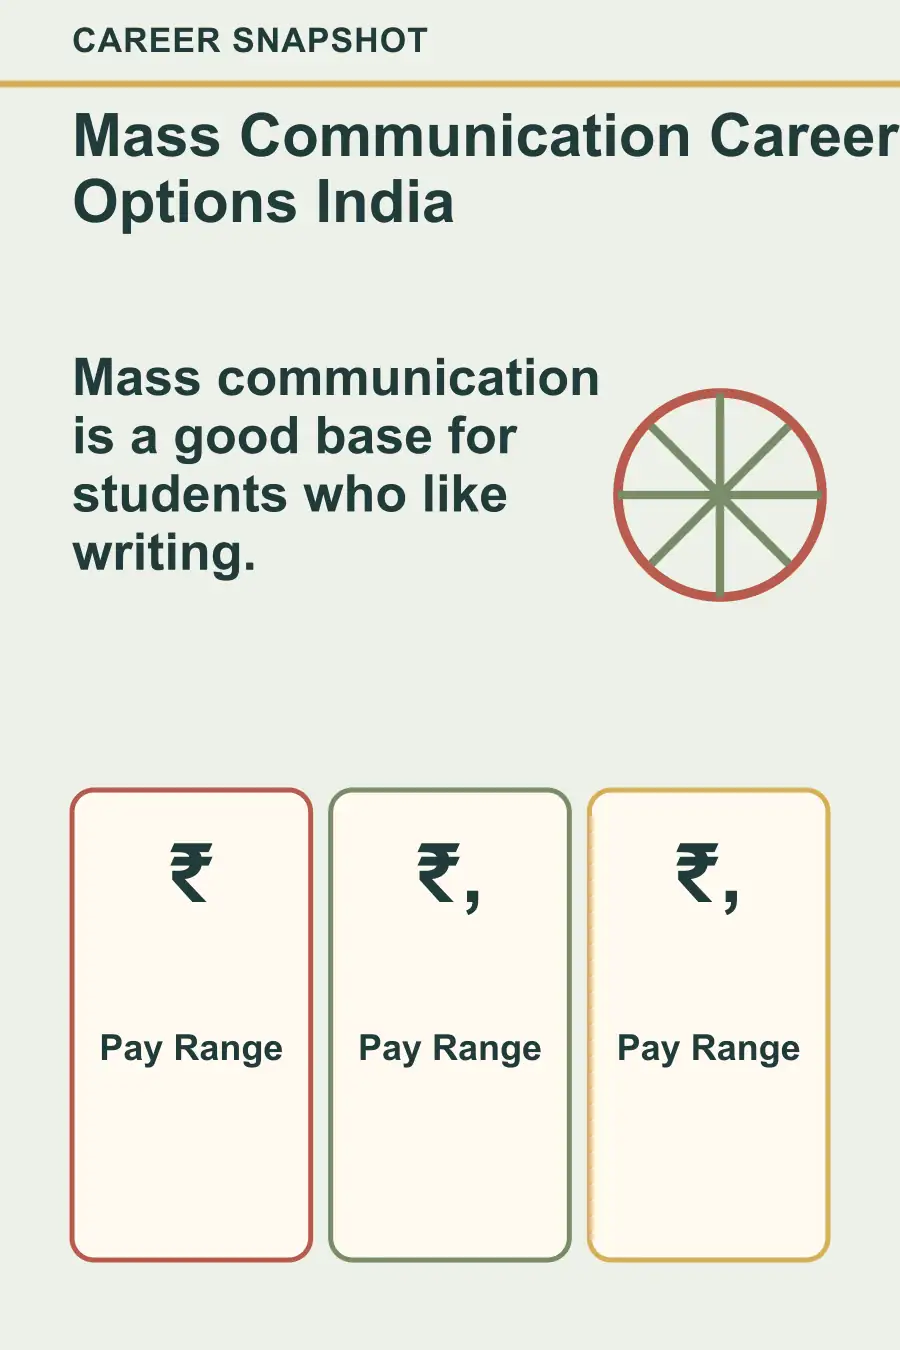 CAREER SNAPSHOT
Mass Communication Career
Options India
Mass communication
is a good base for
students who like
writing.
₹ ₹, ₹,
Pay Range Pay Range Pay Range